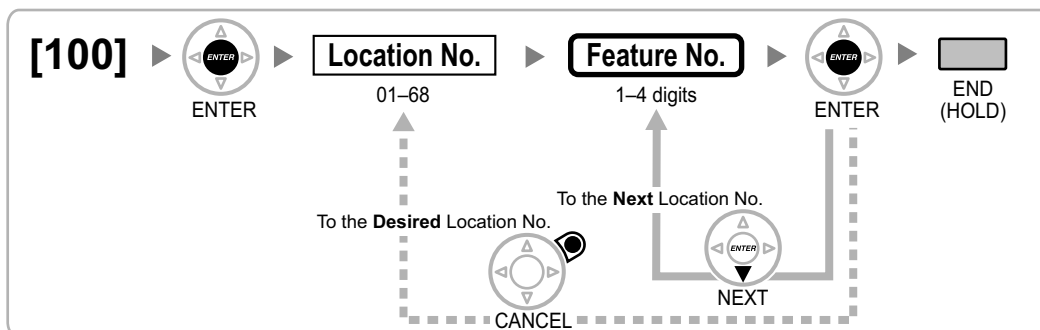 [100]
ENTER
ENTER
Location No.
01–68
Feature No.
1–4 digits
ENTER
ENTER
END
(HOLD)
To the Desired Location No.
CANCEL
To the Next Location No.
ENTER
NEXT